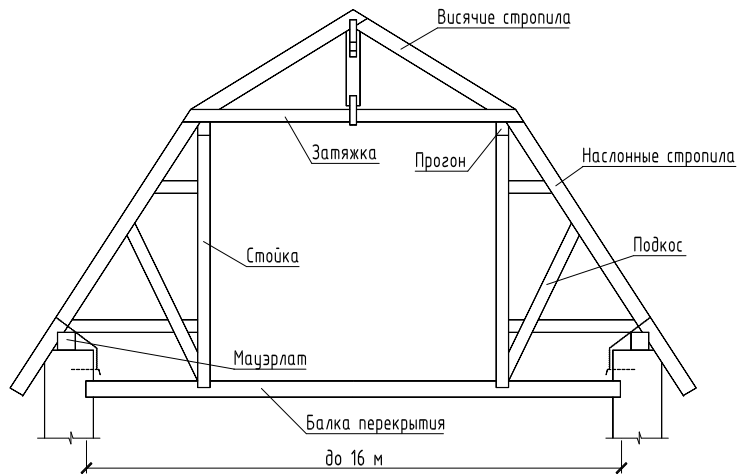 Висячие стропила
Затяжка
Прогон
Наслонные стропила
Стойка
Подкос
Мауэрлат
Балка перекрытия
до 16 м